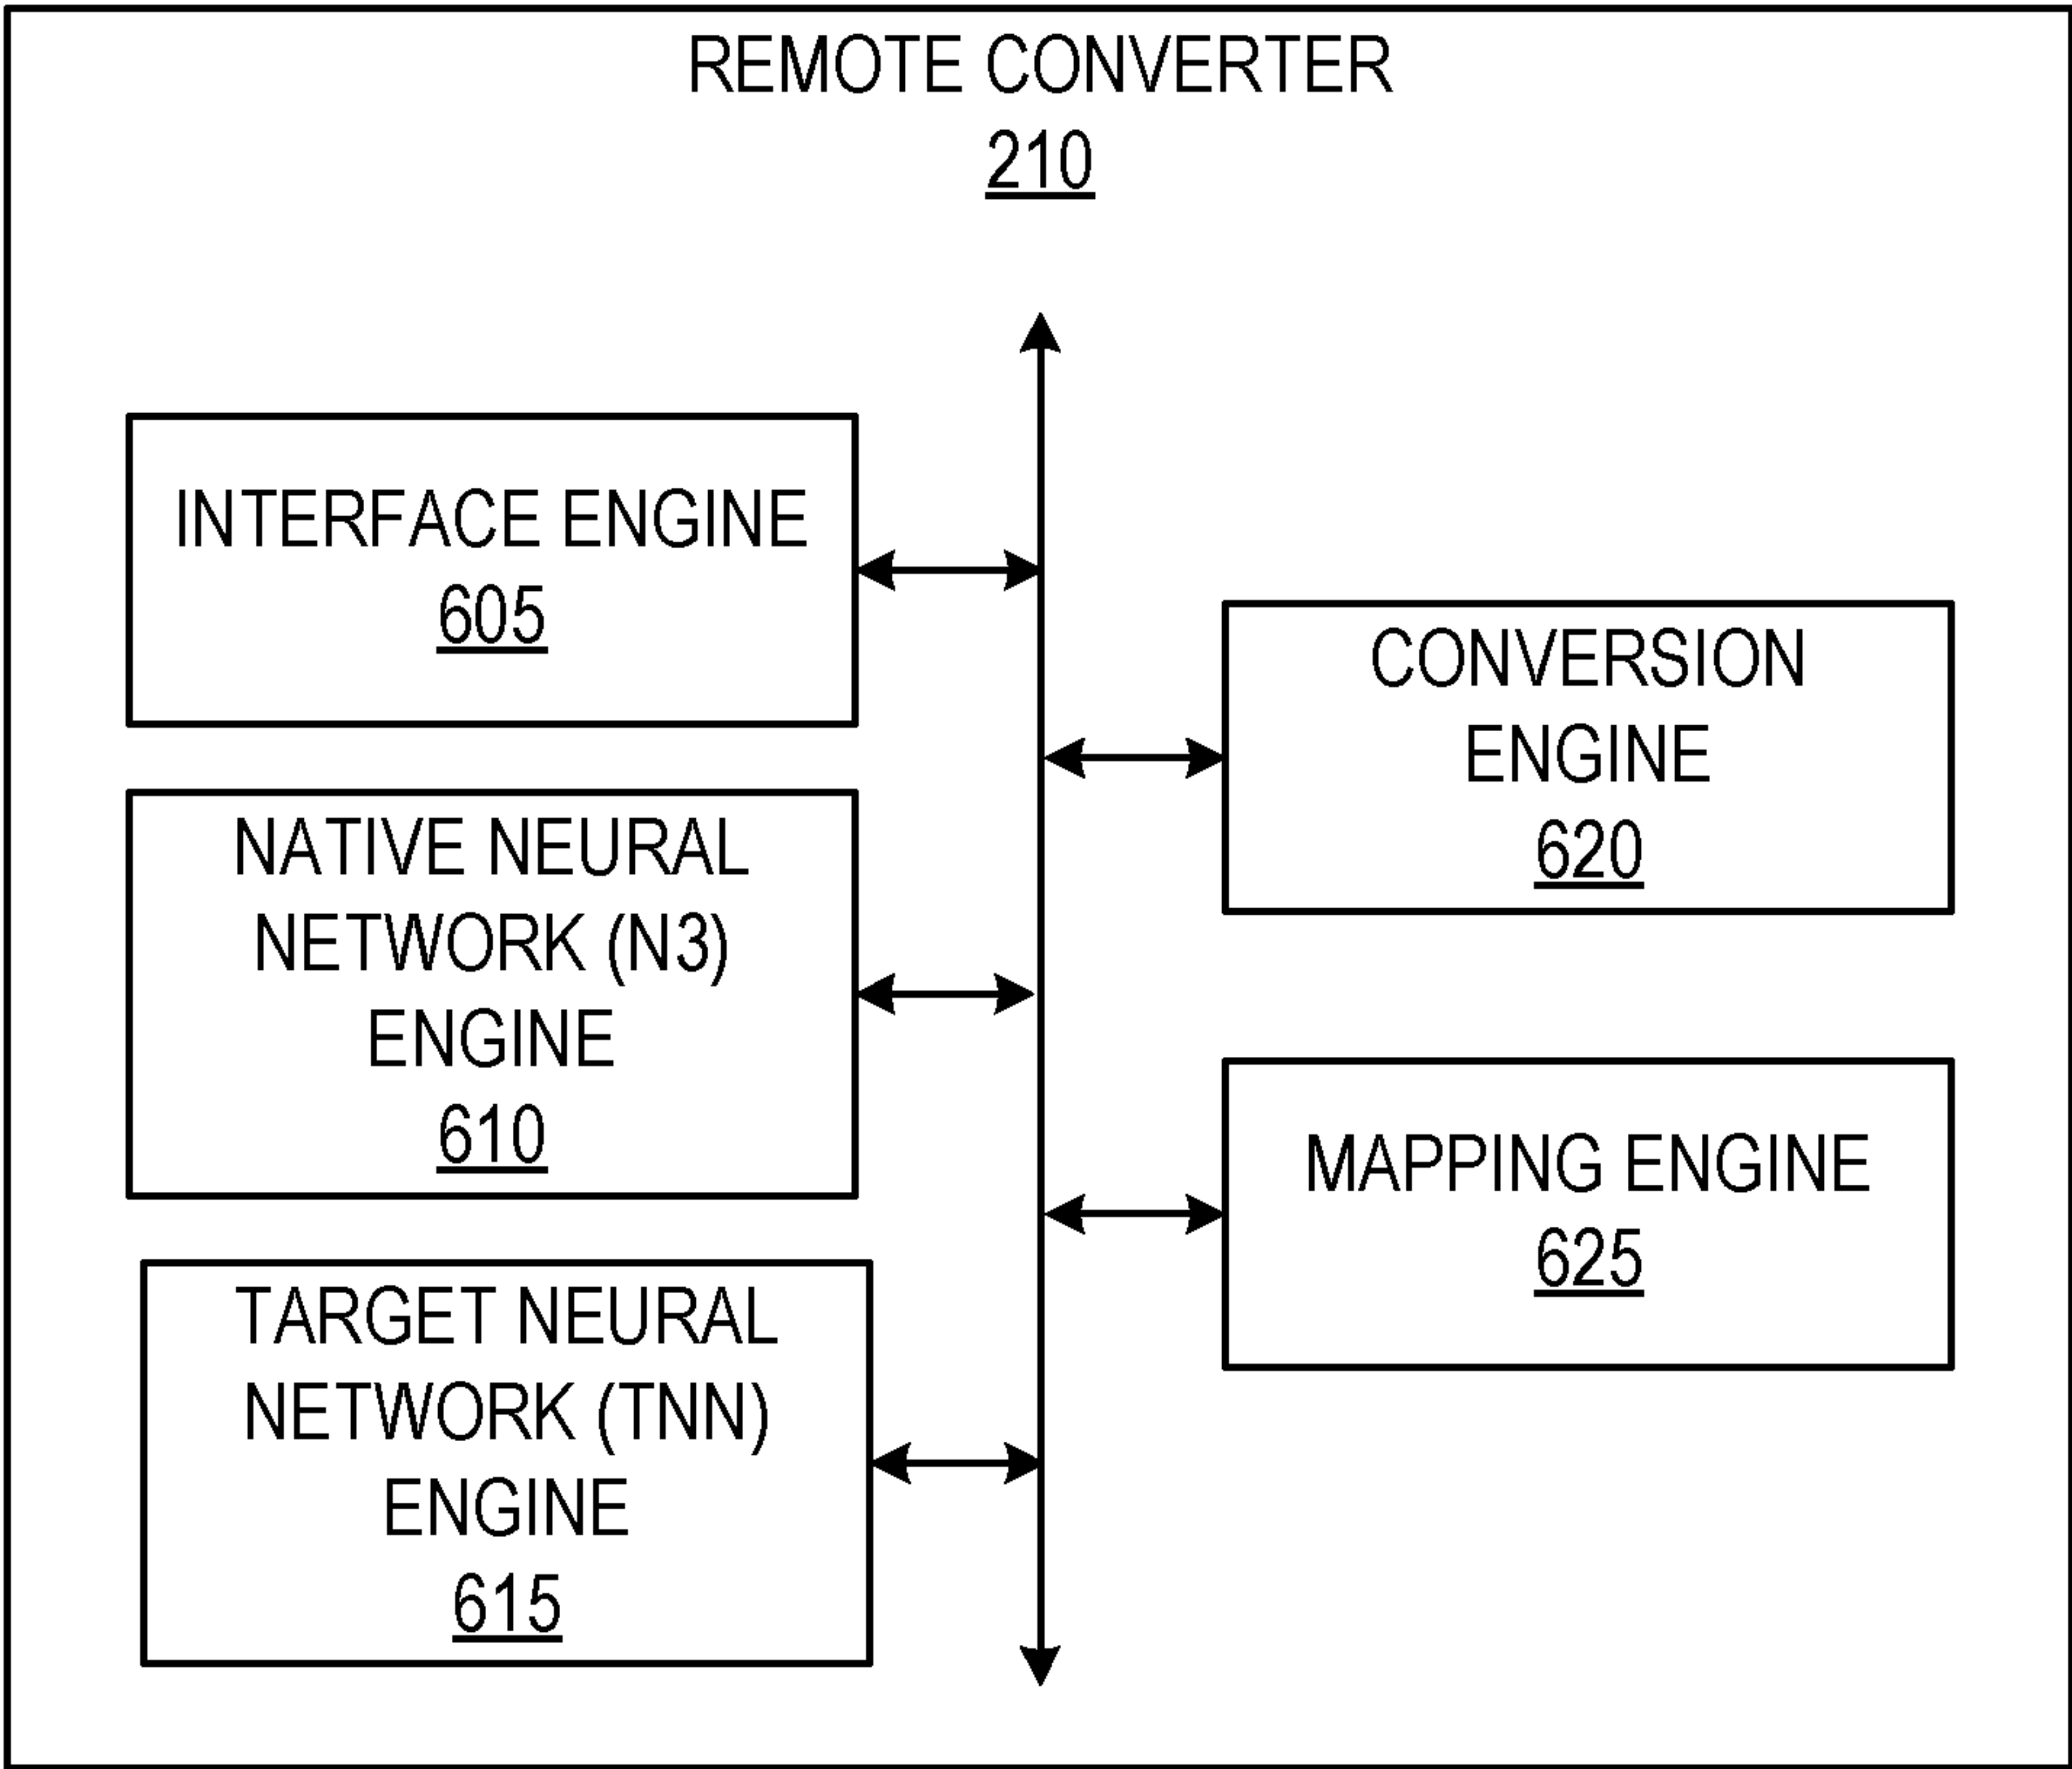 REMOTE CONVERTER
210
INTERFACE ENGINE
605
NATIVE NEURAL
NETWORK (N3)
ENGINE
610
TARGET NEURAL
NETWORK (TNN)
ENGINE
615
CONVERSION
ENGINE
620
MAPPING ENGINE
625